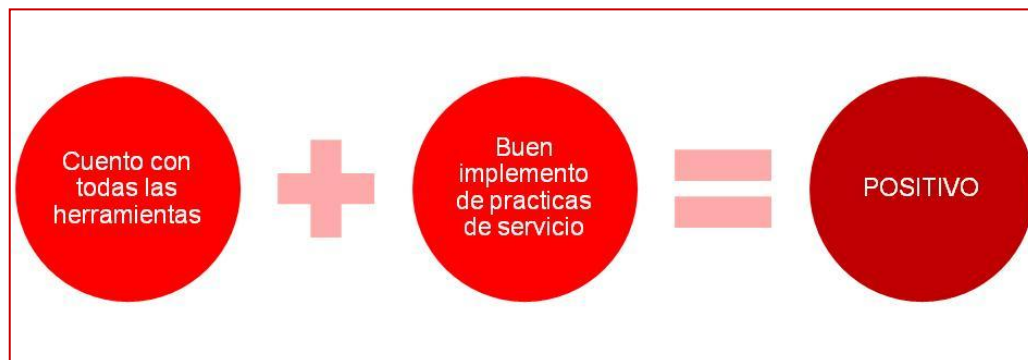 Cuento con
todas las
herramientas
Buen
implemento
de practicas
de servicio
POSITIVO